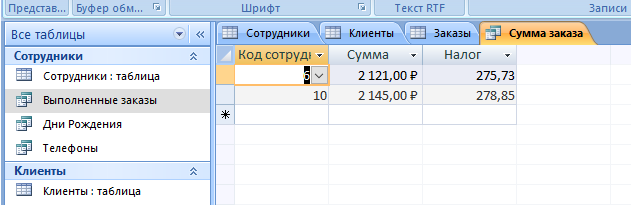 Представ... Буфер обм... Шрифт Текст RTF Записи
Все таблицы
Сотрудники
Сотрудники : таблица
Выполненные заказы
Дни Рождения
Телефоны
Клиенты
Клиенты : таблица
Сотрудники Клиенты Заказы Сумма заказа
Код сотруд Сумма Налог
6 2 121,00 ₽ 275,73
10 2 145,00 ₽ 278,85